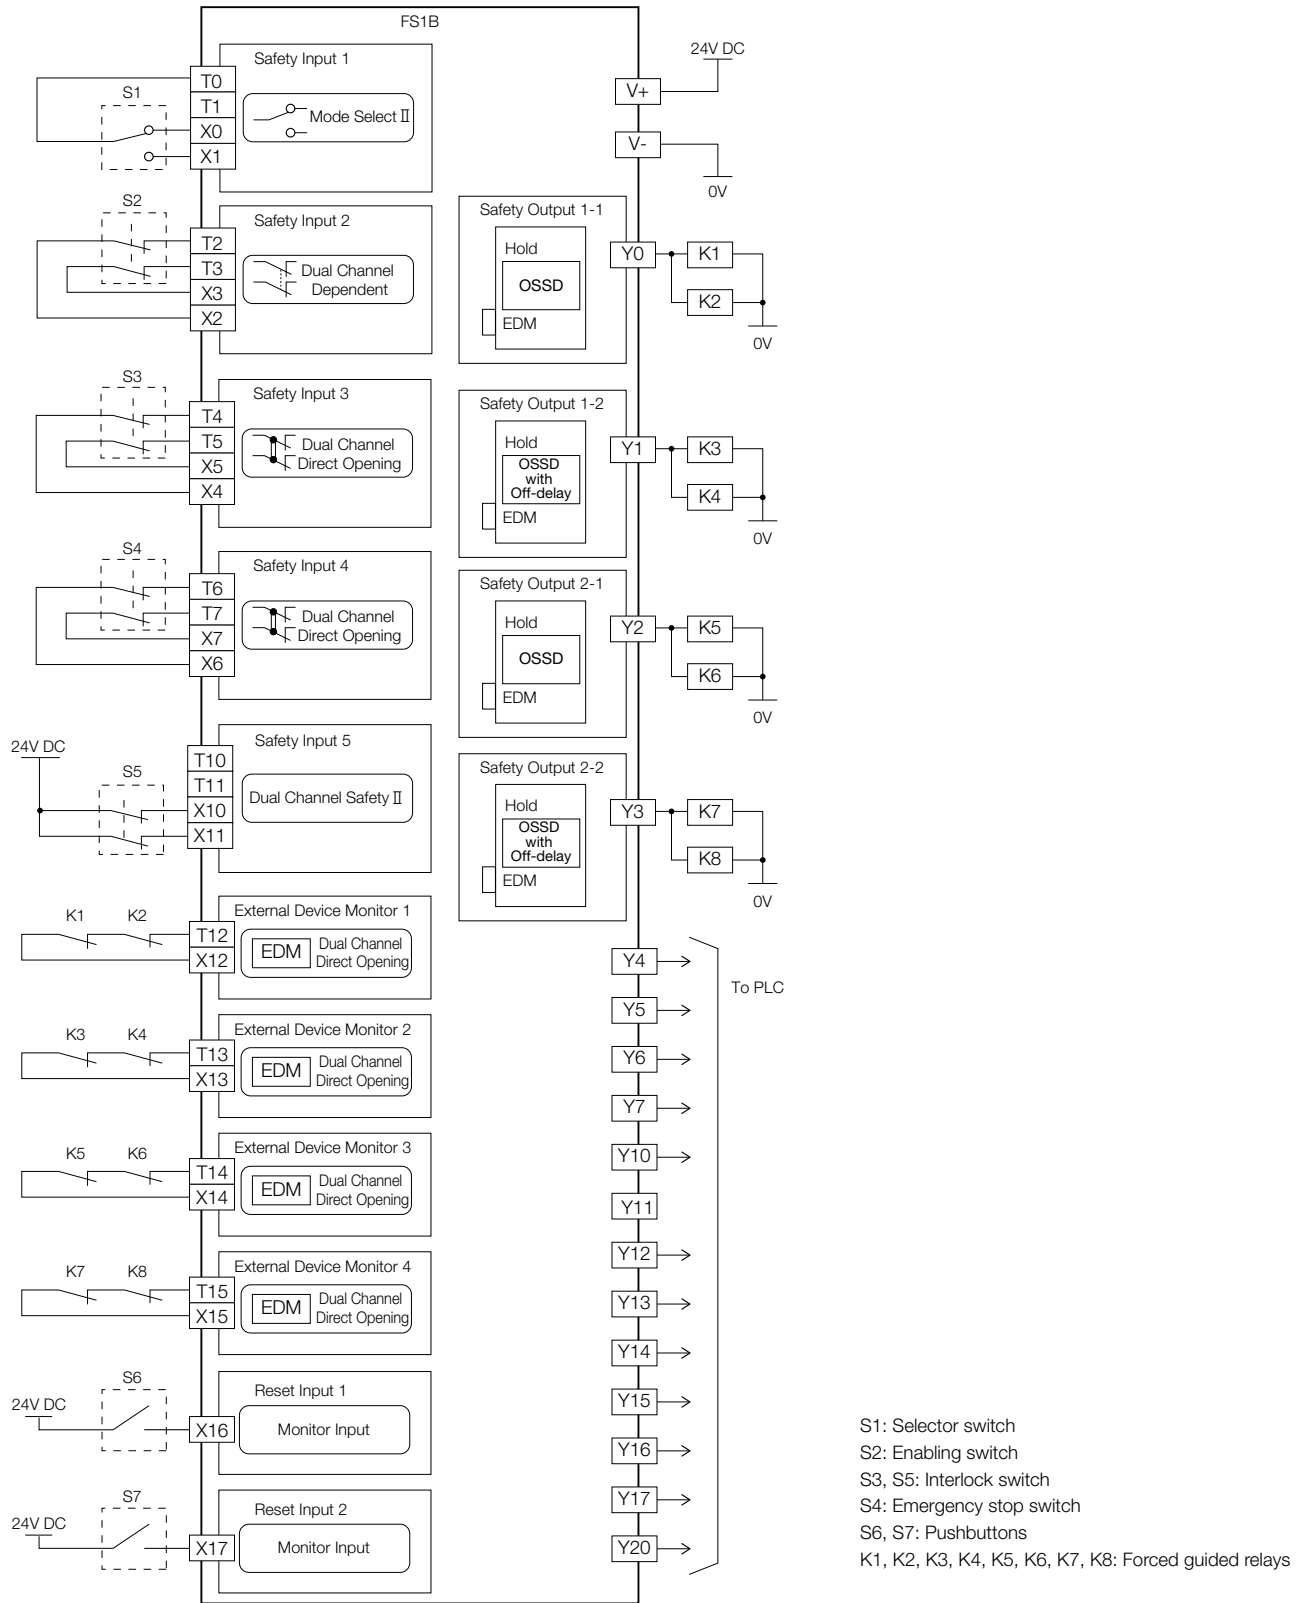 FS1B
24V DC
V+
V-
0V
Safety Input 1
S1
T0
T1
X0
X1
Mode Select Ⅱ
Safety Input 2
S2
T2
T3
X3
X2
Dual Channel
Dependent
Safety Input 3
S3
T4
T5
X5
X4
Dual Channel
Direct Opening
Safety Input 4
S4
T6
T7
X7
X6
Dual Channel
Direct Opening
Safety Input 5
24V DC
S5
T10
T11
X10
X11
Dual Channel Safety Ⅱ
External Device Monitor 1
K1 K2
T12
X12
EDM
Dual Channel
Direct Opening
External Device Monitor 2
K3 K4
T13
X13
EDM
Dual Channel
Direct Opening
External Device Monitor 3
K5 K6
T14
X14
EDM
Dual Channel
Direct Opening
External Device Monitor 4
K7 K8
T15
X15
EDM
Dual Channel
Direct Opening
Reset Input 1
S6
24V DC
X16
Monitor Input
Reset Input 2
S7
24V DC
X17
Monitor Input
Safety Output 1-1
Hold
OSSD
EDM
Y0
K1
K2
0V
Safety Output 1-2
Hold
OSSD
with
Off-delay
EDM
Y1
K3
K4
0V
Safety Output 2-1
Hold
OSSD
EDM
Y2
K5
K6
0V
Safety Output 2-2
Hold
OSSD
with
Off-delay
EDM
Y3
K7
K8
0V
Y4
Y5
Y6
Y7
Y10
Y11
Y12
Y13
Y14
Y15
Y16
Y17
Y20
To PLC
S1: Selector switch
S2: Enabling switch
S3, S5: Interlock switch
S4: Emergency stop switch
S6, S7: Pushbuttons
K1, K2, K3, K4, K5, K6, K7, K8: Forced guided relays